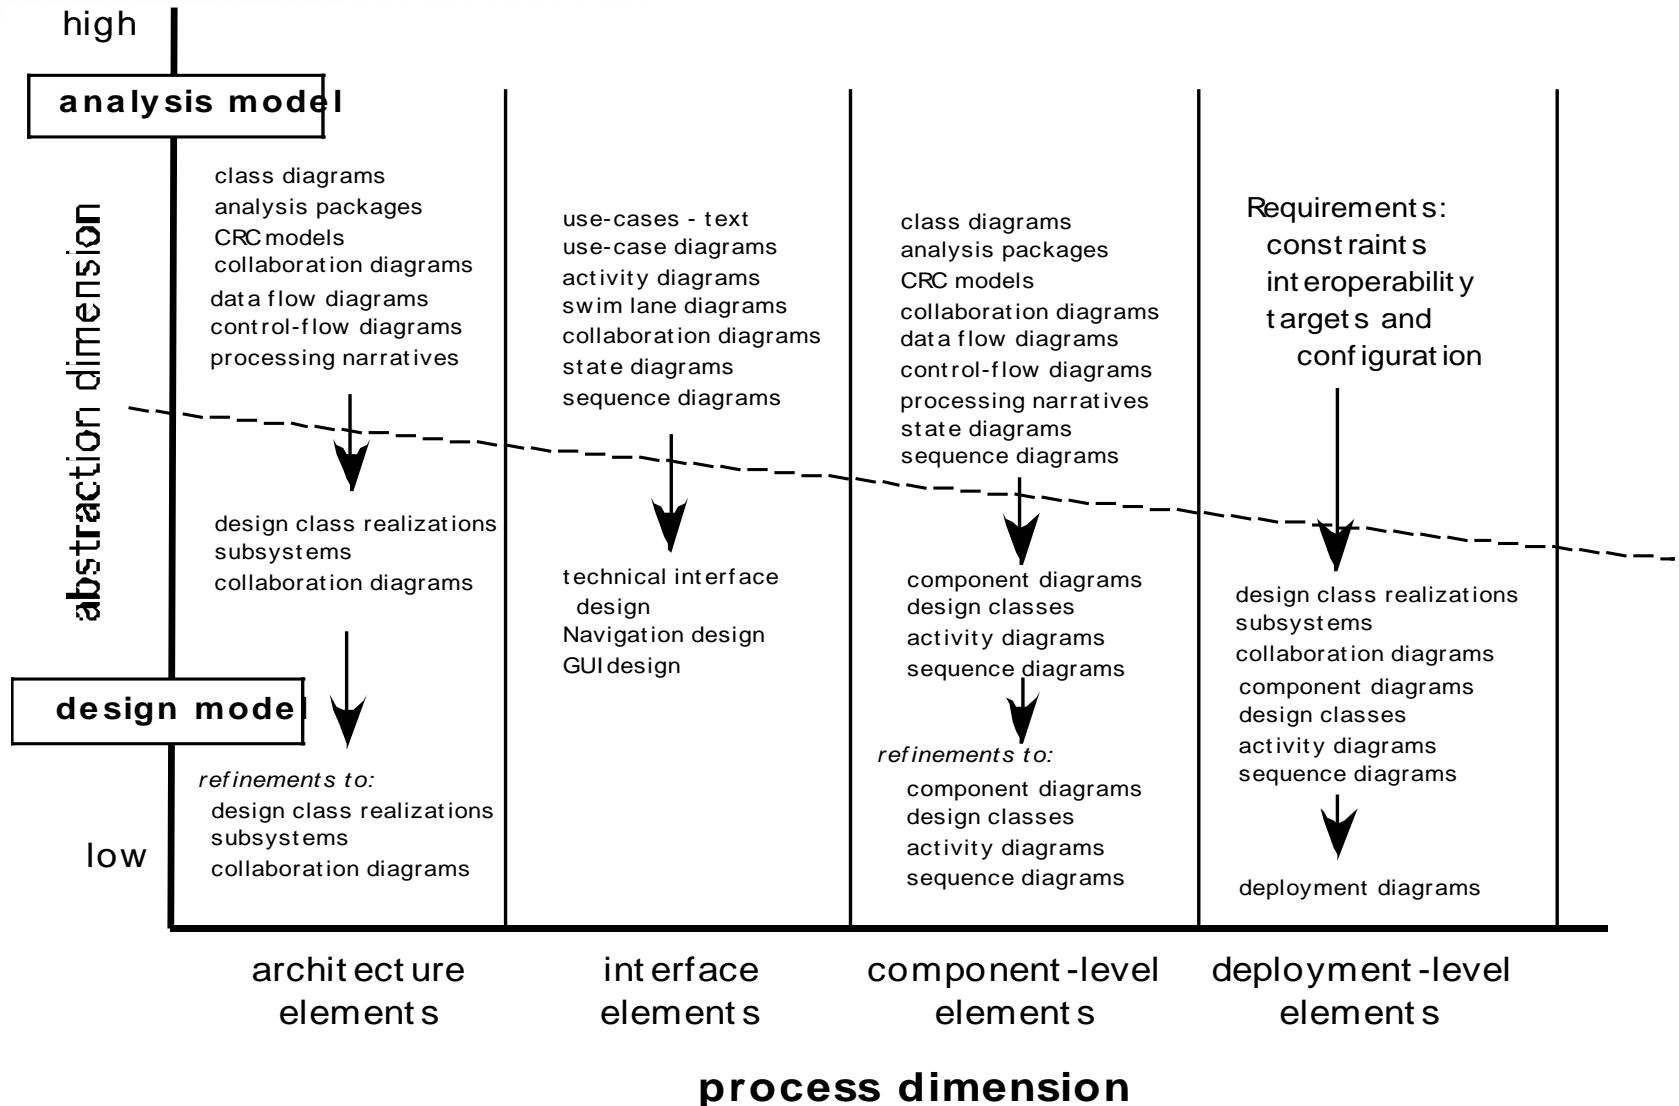 high
analysis model
abstraction dimension
class diagrams
analysis packages
CRC models
collaboration diagrams
data flow diagrams
control-flow diagrams
processing narratives
design class realizations
subsystems
collaboration diagrams
design model
refinements to:
design class realizations
subsystems
collaboration diagrams
low
use-cases - text
use-case diagrams
activity diagrams
swim lane diagrams
collaboration diagrams
state diagrams
sequence diagrams
technical interface
design
Navigation design
GUI design
class diagrams
analysis packages
CRC models
collaboration diagrams
data flow diagrams
control-flow diagrams
processing narratives
state diagrams
sequence diagrams
component diagrams
design classes
activity diagrams
sequence diagrams
refinements to:
component diagrams
design classes
activity diagrams
sequence diagrams
Requirements:
constraints
interoperability
targets and
configuration
design class realizations
subsystems
collaboration diagrams
component diagrams
design classes
activity diagrams
sequence diagrams
deployment diagrams
architecture
elements
interface
elements
component-level
elements
deployment-level
elements
process dimension